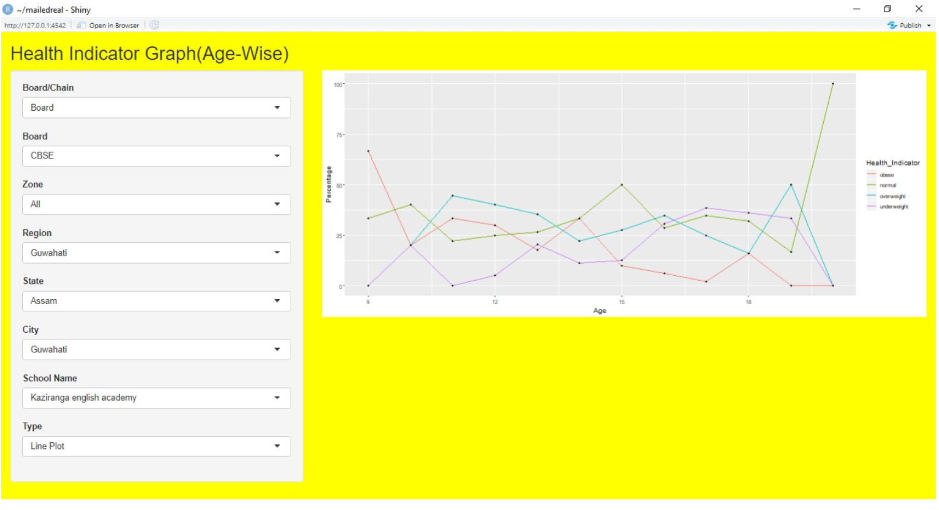 ~/mailedreal - Shiny
http://127.0.0.1:4542
Open in Browser
Publish
Health Indicator Graph(Age-Wise)
Board/Chain
Board
Board
CBSE
Zone
All
Region
Guwahati
State
Assam
City
Guwahati
School Name
Kaziranga english academy
Type
Line Plot
100
75
50
25
0
Percentage
9
12
15
18
Age
Health_Indicator
obese
normal
overweight
underweight